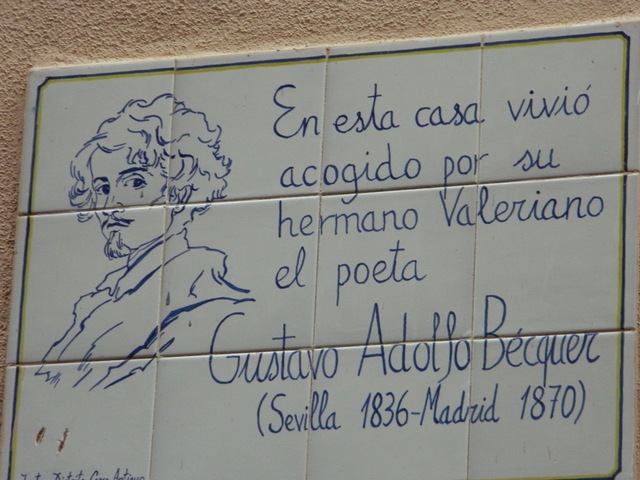 En esta casa vivió
acogido por su
hermano Valeriano
el poeta
Gustavo Adolfo Bécquer
(Sevilla 1836-Madrid 1870)